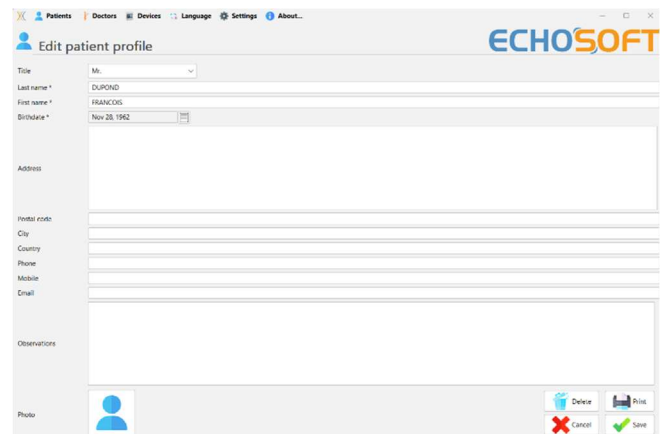 Patients Doctors Devices Language Settings About...
Edit patient profile
ECHOSOFT
Title Mr.
Last name * DUPOND
First name * FRANCOIS
Birthdate * Nov 28, 1962
Address
Postal code
City
Country
Phone
Mobile
Email
Observations
Photo
Delete Print
Cancel Save